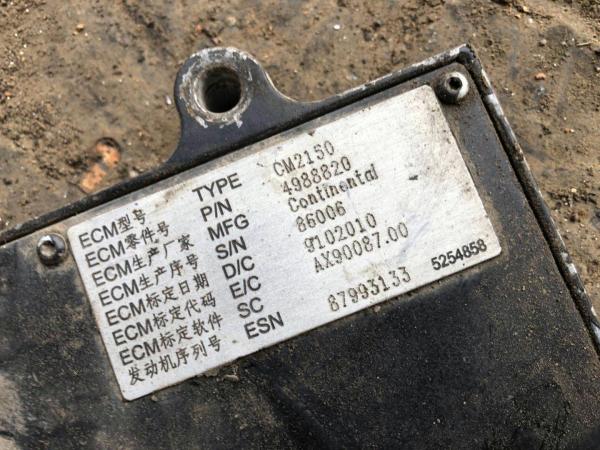 ECM型号 TYPE CM2150
ECM零件号 P/N 4988820
ECM生产厂家 MFG Continental
ECM生产序号 S/N 86006
ECM标定日期 D/C 9102010
ECM标定代码 E/C AX90087.00
ECM标定软件 SC
发动机序列号 ESN 87993133
5254858